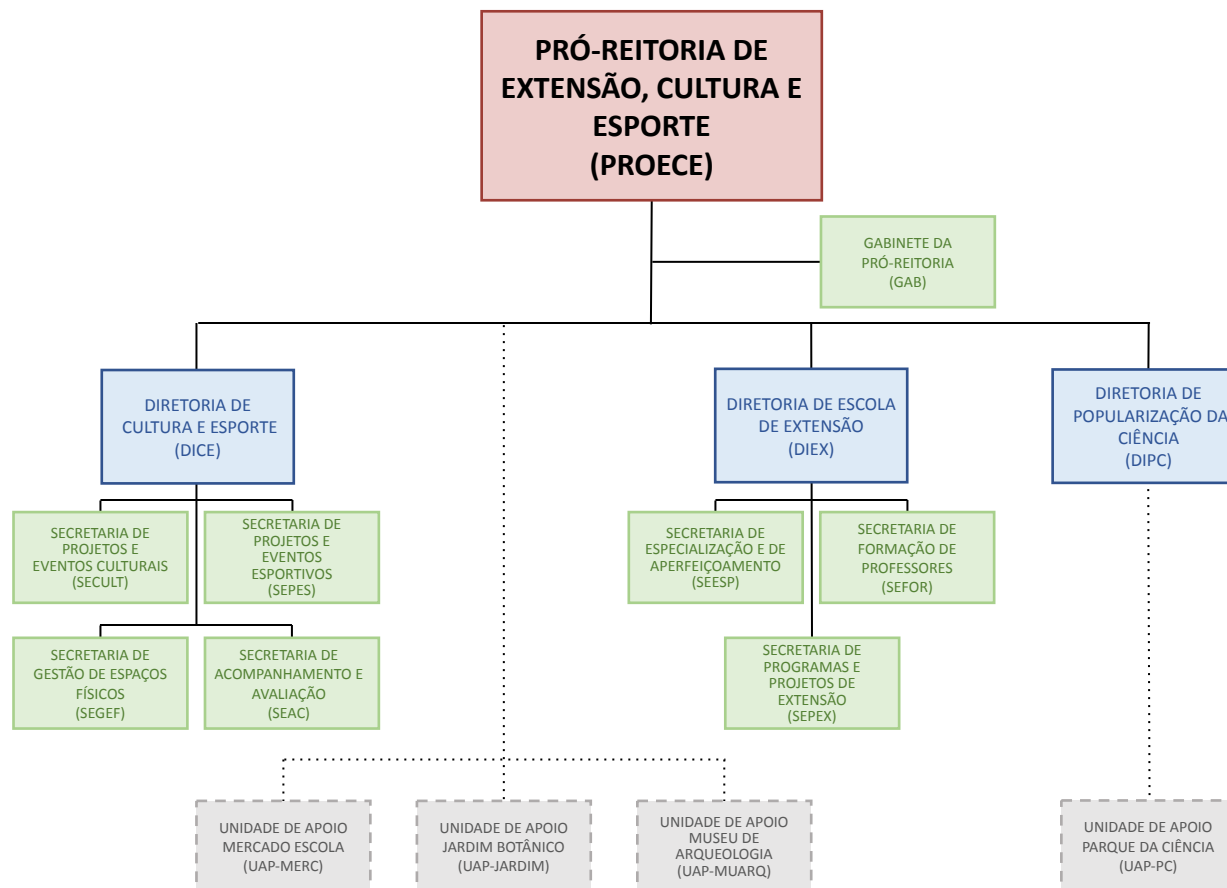 PRÓ-REITORIA DE
EXTENSÃO, CULTURA E
ESPORTE
(PROECE)
GABINETE DA
PRÓ-REITORIA
(GAB)
DIRETORIA DE
CULTURA E ESPORTE
(DICE)
DIRETORIA DE ESCOLA
DE EXTENSÃO
(DIEX)
DIRETORIA DE
POPULARIZAÇÃO DA
CIÊNCIA
(DIPC)
SECRETARIA DE
PROJETOS E
EVENTOS CULTURAIS
(SECULT)
SECRETARIA DE
PROJETOS E
EVENTOS
ESPORTIVOS
(SEPES)
SECRETARIA DE
ESPECIALIZAÇÃO E DE
APERFEIÇOAMENTO
(SEESP)
SECRETARIA DE
FORMAÇÃO DE
PROFESSORES
(SEFOR)
SECRETARIA DE
GESTÃO DE ESPAÇOS
FÍSICOS
(SEGEF)
SECRETARIA DE
ACOMPANHAMENTO E
AVALIAÇÃO
(SEAC)
SECRETARIA DE
PROGRAMAS E
PROJETOS DE
EXTENSÃO
(SEPEX)
UNIDADE DE APOIO
MERCADO ESCOLA
(UAP-MERC)
UNIDADE DE APOIO
JARDIM BOTÂNICO
(UAP-JARDIM)
UNIDADE DE APOIO
MUSEU DE
ARQUEOLOGIA
(UAP-MUARQ)
UNIDADE DE APOIO
PARQUE DA CIÊNCIA
(UAP-PC)